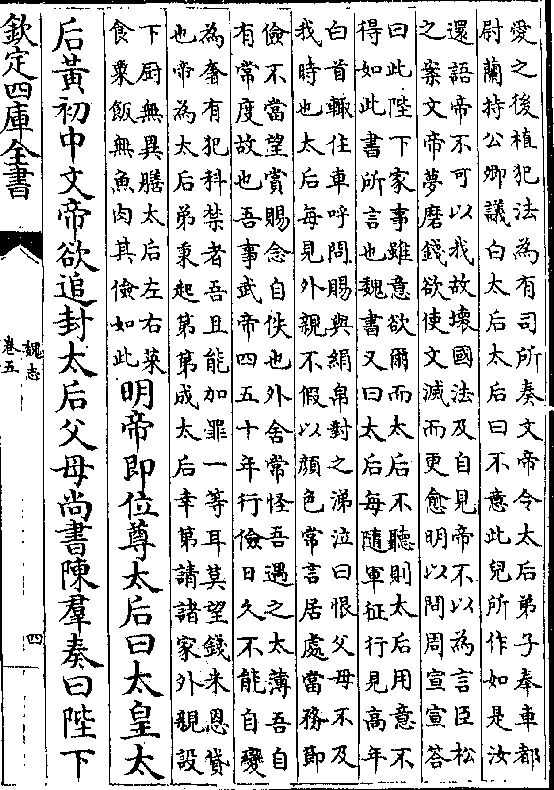 愛之後植犯法為有司所奏文帝令太后弟子奉車都
尉蘭持公卿議白太后太后曰不意此兒所作如是汝
還語帝不可以我故壞國法及自見帝不以為言臣松
之案文帝夢磨錢欲使文滅而更愈明以問周宣宣答
曰此陛下家事雖意欲爾而太后不聽則太后用意不
得如此書所言也魏書又曰太后每隨軍征行見高年
白首輒住車呼問賜與絹帛對之涕泣曰恨父母不及
我時也太后每見外親不假以顔色常言居處當務節
儉不當望賞賜念自佚也外舍常怪吾遇之太薄吾自
有常度故也吾事武帝四五十年行儉日久不能自變
為奢有犯科禁者吾且能加罪一等耳莫望錢米恩貸
也帝為太后弟秉起第第成太后幸第請諸家外親設
下厨無異膳太后左右菜
食粟飯無魚肉其儉如此
明帝即位尊太后曰太皇太
后黄初中文帝欲追封太后父母尚書陳羣奏曰陛下
欽定四庫全書
魏志
卷五
四